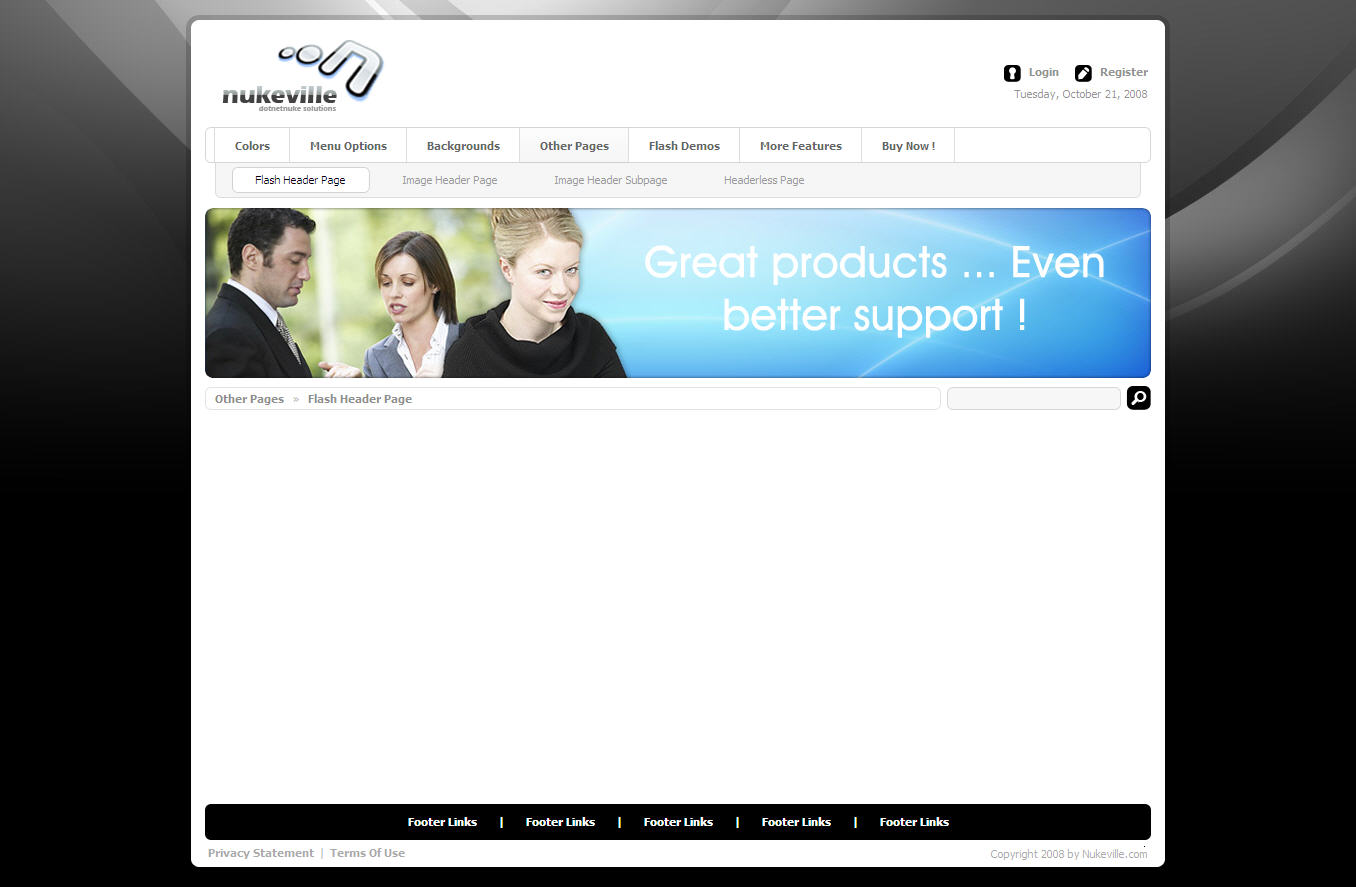 nukeville
dotnetnuke solutions
Login Register
Tuesday, October 21, 2008
Colors Menu Options Backgrounds Other Pages Flash Demos More Features Buy Now !
Flash Header Page Image Header Page Image Header Subpage Headerless Page
Great products ... Even
better support !
Other Pages » Flash Header Page
Footer Links | Footer Links | Footer Links | Footer Links | Footer Links
Privacy Statement | Terms Of Use
Copyright 2008 by Nukeville.com